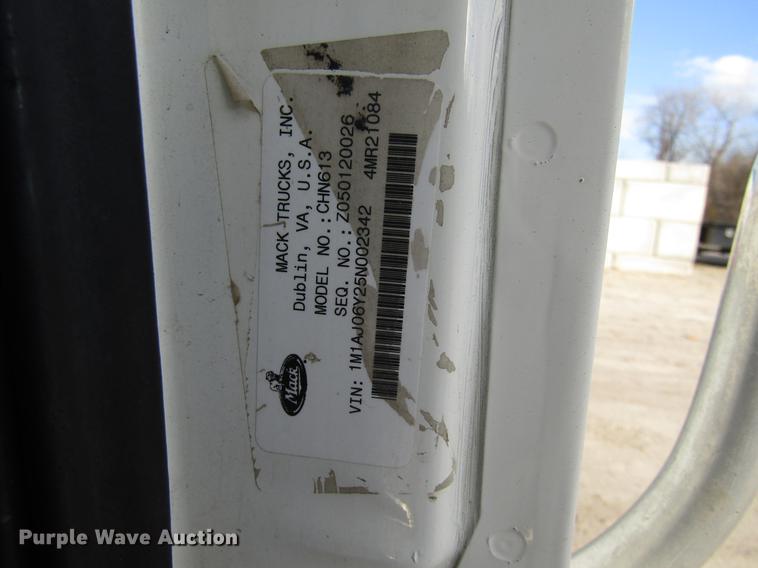 MACK TRUCKS, INC.
Dublin, VA, U.S.A.
MODEL NO.: CHN613
SEQ. NO.: Z050120026
VIN: 1M1AJ06Y25N002342 4MR21084
Mack
Purple Wave Auction®